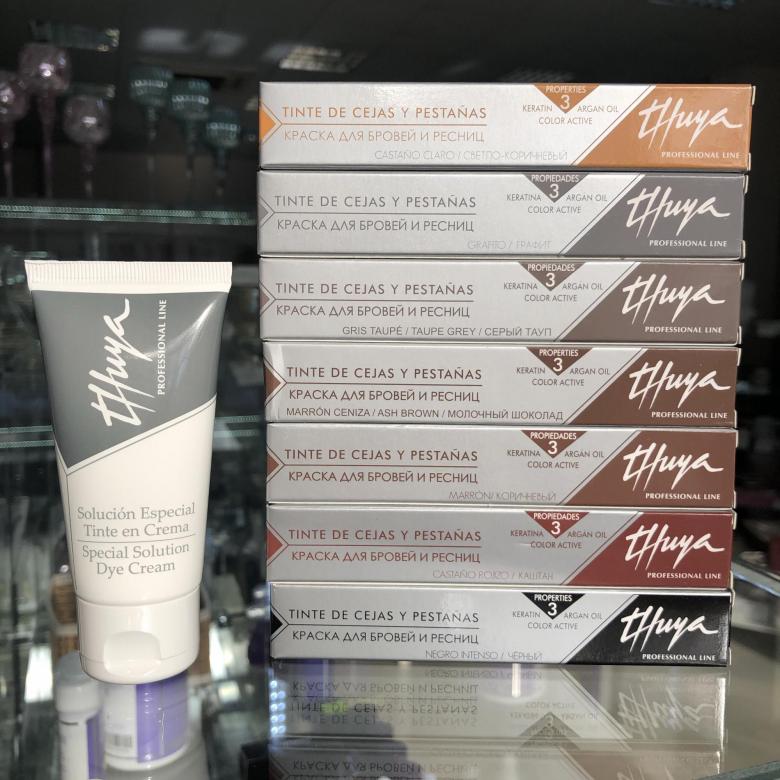 thuya
PROFESSIONAL LINE
Solución Especial
Tinte en Crema
Special Solution
Dye Cream
TINTE DE CEJAS Y PESTAÑAS
КРАСКА ДЛЯ БРОВЕЙ И РЕСНИЦ
CASTAÑO CLARO / СВЕТЛО-КОРИЧНЕВЫЙ
PROPERTIES
KERATIN 3 ARGAN OIL
COLOR ACTIVE
thuya
PROFESSIONAL LINE
TINTE DE CEJAS Y PESTAÑAS
КРАСКА ДЛЯ БРОВЕЙ И РЕСНИЦ
GRAFITO / ГРАФИТ
PROPIEDADES
KERATINA 3 ARGAN OIL
COLOR ACTIVE
thuya
PROFESSIONAL LINE
TINTE DE CEJAS Y PESTAÑAS
КРАСКА ДЛЯ БРОВЕЙ И РЕСНИЦ
GRIS TAUPÉ / TAUPE GREY / СЕРЫЙ ТАУП
PROPIEDADES
KERATINA 3 ARGAN OIL
COLOR ACTIVE
thuya
PROFESSIONAL LINE
TINTE DE CEJAS Y PESTAÑAS
КРАСКА ДЛЯ БРОВЕЙ И РЕСНИЦ
MARRÓN CENIZA / ASH BROWN / МОЛОЧНЫЙ ШОКОЛАД
PROPERTIES
KERATIN 3 ARGAN OIL
COLOR ACTIVE
thuya
PROFESSIONAL LINE
TINTE DE CEJAS Y PESTAÑAS
КРАСКА ДЛЯ БРОВЕЙ И РЕСНИЦ
MARRÓN/ КОРИЧНЕВЫЙ
PROPIEDADES
KERATINA 3 ARGAN OIL
COLOR ACTIVE
thuya
PROFESSIONAL LINE
TINTE DE CEJAS Y PESTAÑAS
КРАСКА ДЛЯ БРОВЕЙ И РЕСНИЦ
CASTAÑO ROJIZO / КАШТАН
PROPIEDADES
KERATINA 3 ARGAN OIL
COLOR ACTIVE
thuya
PROFESSIONAL LINE
TINTE DE CEJAS Y PESTAÑAS
КРАСКА ДЛЯ БРОВЕЙ И РЕСНИЦ
NEGRO INTENSO / ЧЁРНЫЙ
PROPERTIES
KERATIN 3 ARGAN OIL
COLOR ACTIVE
thuya
PROFESSIONAL LINE